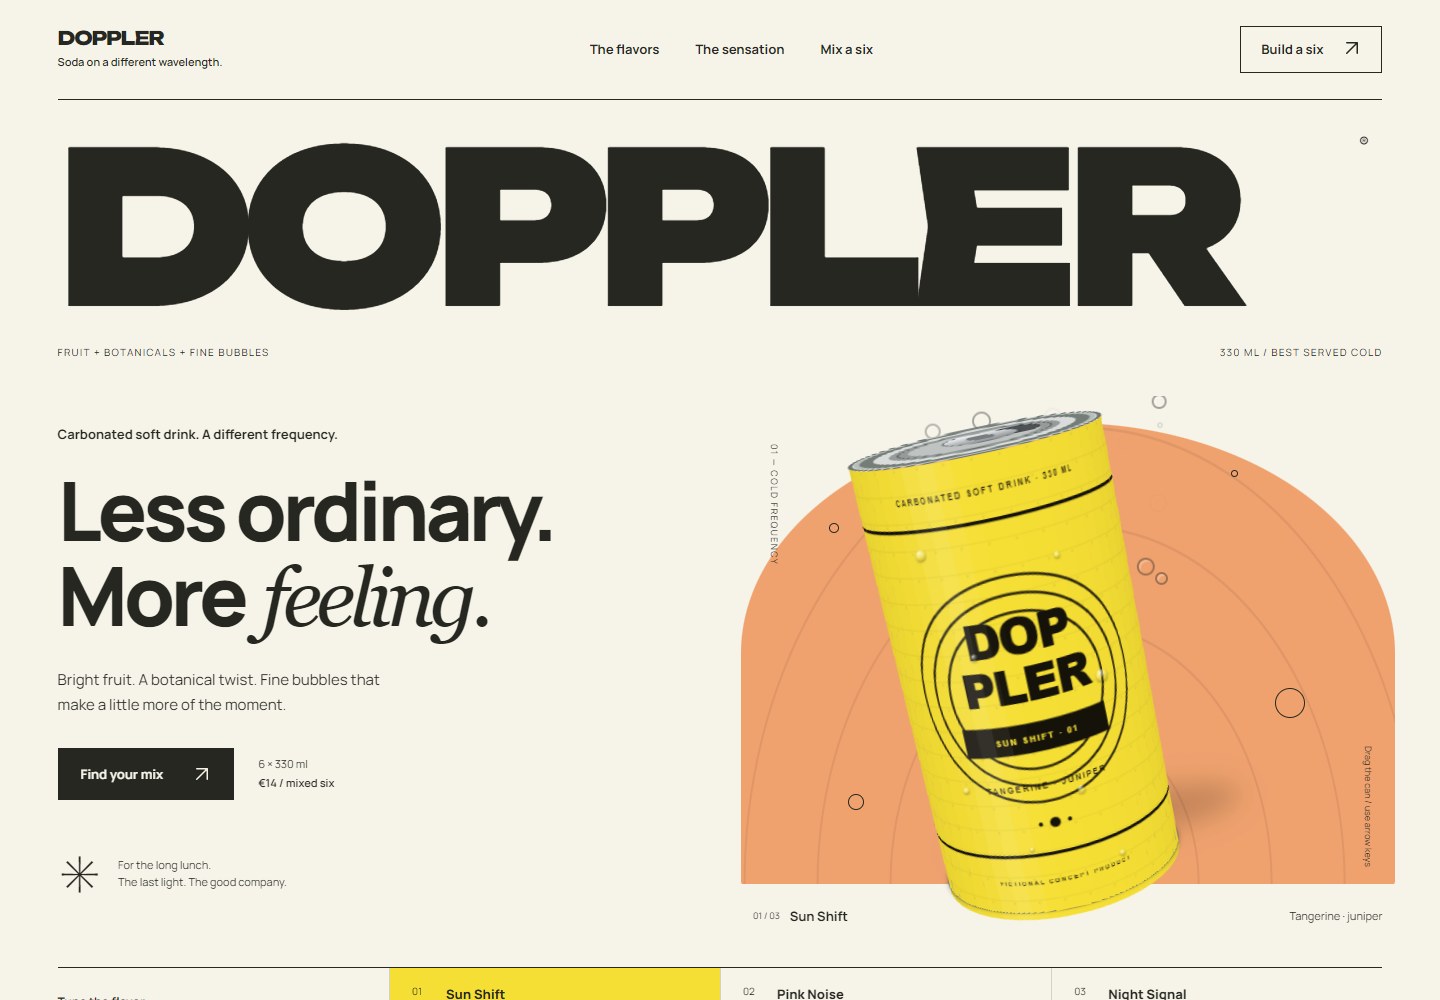 DOPPLER
Soda on a different wavelength.
The flavors
The sensation
Mix a six
Build a six
DOPPLER
®
FRUIT + BOTANICALS + FINE BUBBLES
330 ML / BEST SERVED COLD
Carbonated soft drink. A different frequency.
Less ordinary.
More feeling.
Bright fruit. A botanical twist. Fine bubbles that
make a little more of the moment.
Find your mix
6 × 330 ml
€14 / mixed six
For the long lunch.
The last light. The good company.
01 — COLD FREQUENCY
CARBONATED SOFT DRINK · 330 ML
DOP
PLER
SUN SHIFT · 01
TANGERINE · JUNIPER
FICTIONAL CONCEPT PRODUCT
Drag the can / use arrow keys
01 / 03 Sun Shift
Tangerine · juniper
01 Sun Shift
02 Pink Noise
03 Night Signal